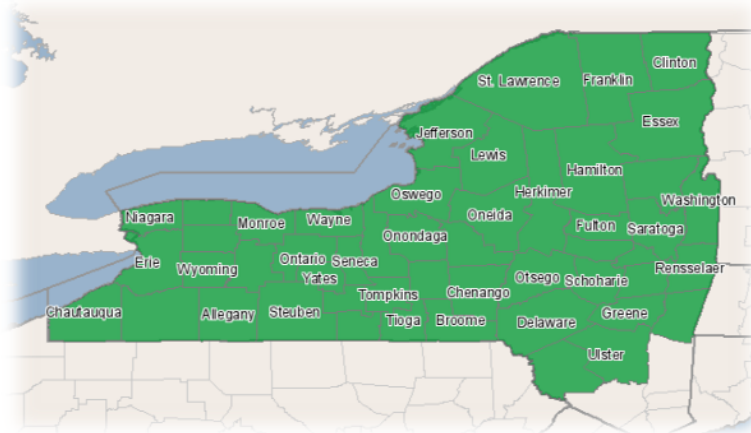 Clinton
St. Lawrence
Franklin
Essex
Jefferson
Lewis
Hamilton
Oswego
Herkimer
Washington
Niagara
Monroe
Wayne
Oneida
Fulton
Saratoga
Onondaga
Erie
Wyoming
Ontario
Seneca
Rensselaer
Yates
Otsego
Schoharie
Tompkins
Chenango
Chautauqua
Allegany
Steuben
Tioga
Broome
Delaware
Greene
Ulster